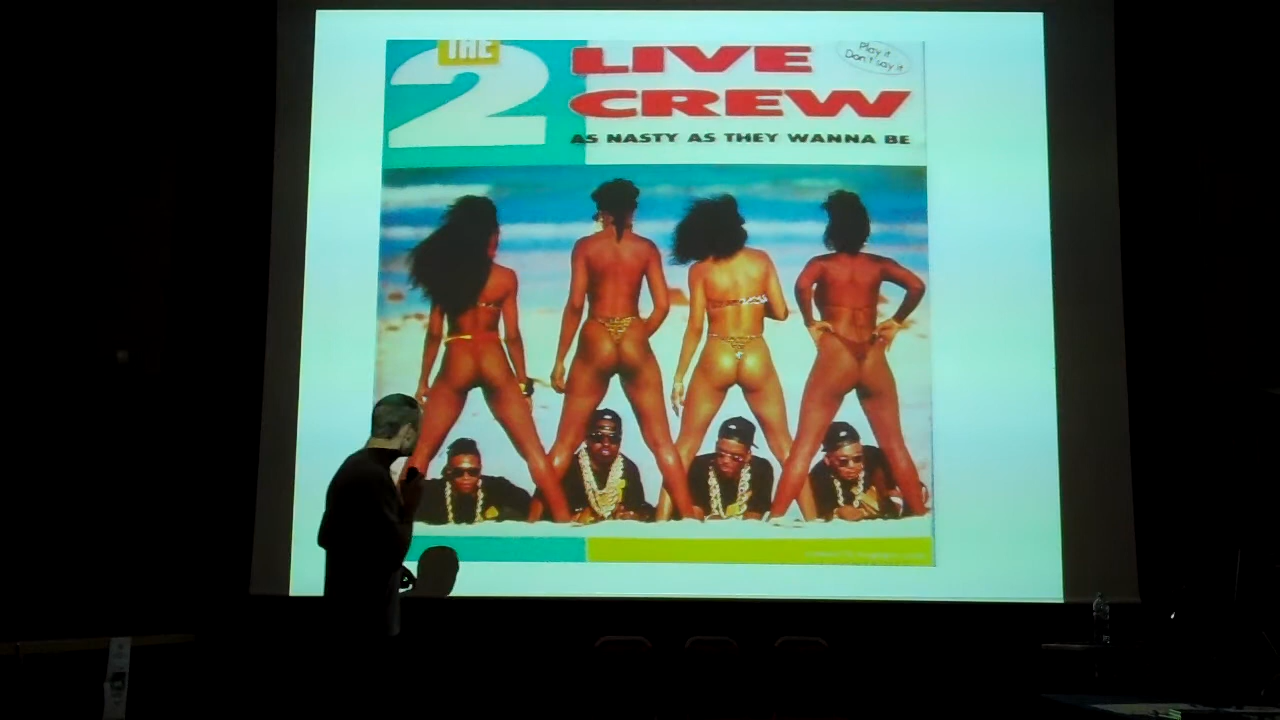 THE
2
LIVE
CREW
AS NASTY AS THEY WANNA BE
Play it
Don't say it